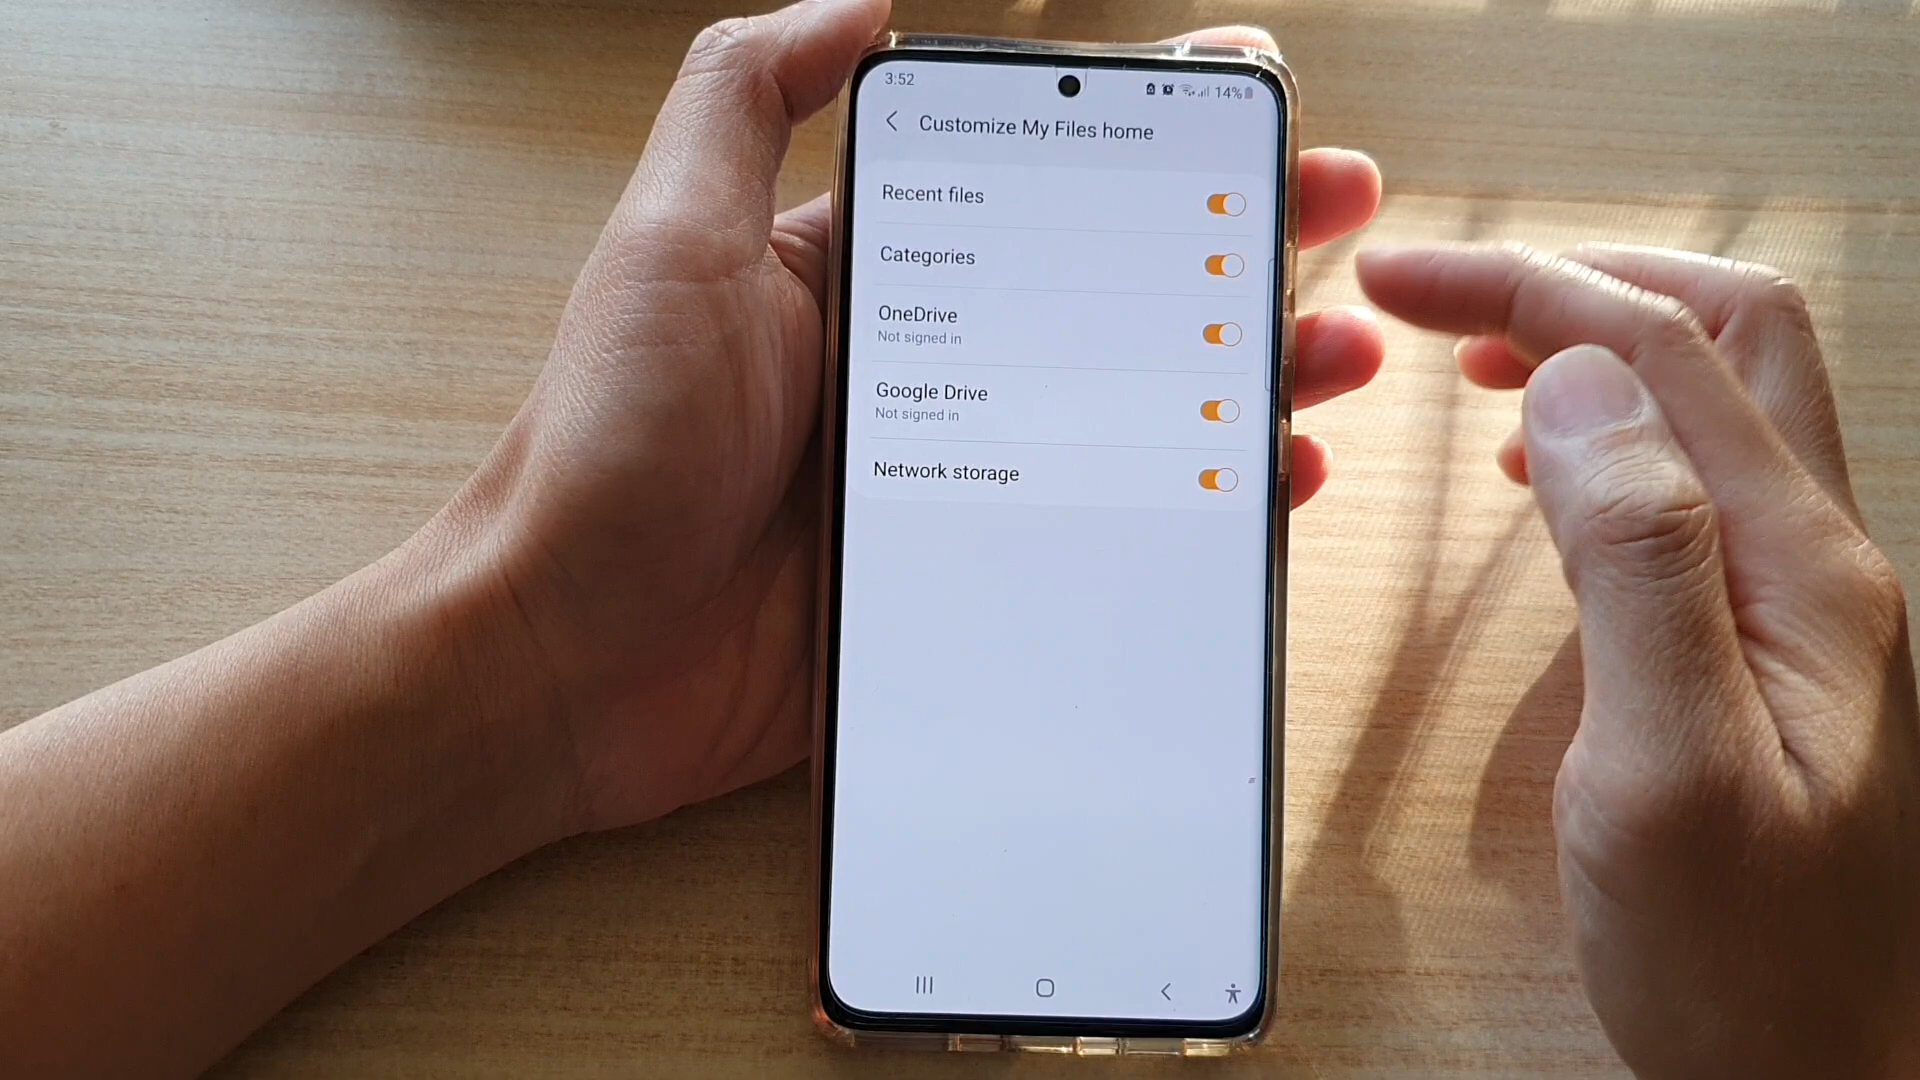 3:52
14%
Customize My Files home
Recent files
Categories
OneDrive
Not signed in
Google Drive
Not signed in
Network storage